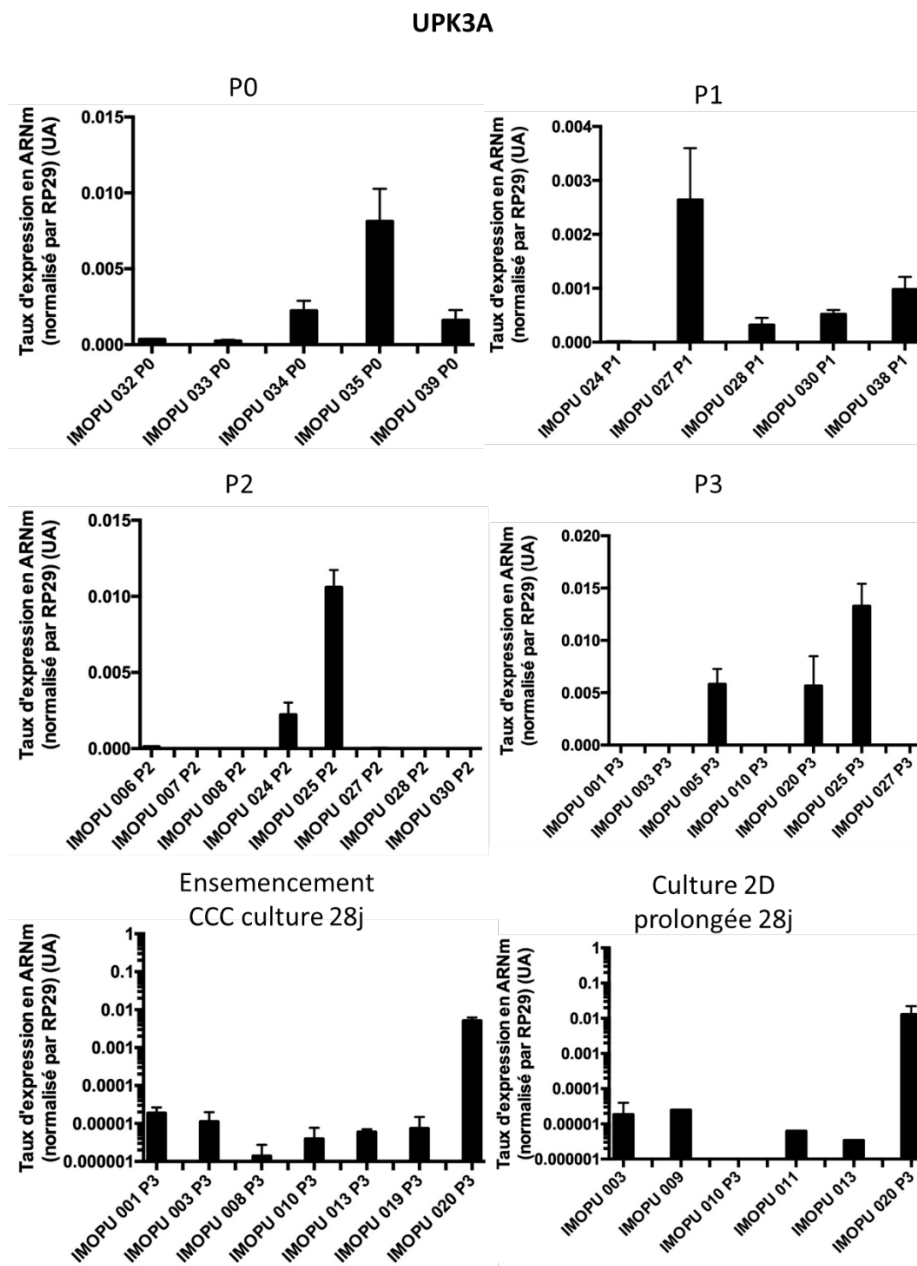 UPK3A
P0
Taux d'expression en ARNm
(normalisé par RP29) (UA)
0.015
0.010
0.005
0.000
IMOPU 032 P0
IMOPU 033 P0
IMOPU 034 P0
IMOPU 035 P0
IMOPU 039 P0
P1
Taux d'expression en ARNm
(normalisé par RP29) (UA)
0.004
0.003
0.002
0.001
0.000
IMOPU 024 P1
IMOPU 027 P1
IMOPU 028 P1
IMOPU 030 P1
IMOPU 038 P1
P2
Taux d'expression en ARNm
(normalisé par RP29) (UA)
0.015
0.010
0.005
0.000
IMOPU 006 P2
IMOPU 007 P2
IMOPU 008 P2
IMOPU 024 P2
IMOPU 025 P2
IMOPU 027 P2
IMOPU 028 P2
IMOPU 030 P2
P3
Taux d'expression en ARNm
(normalisé par RP29) (UA)
0.020
0.015
0.010
0.005
0.000
IMOPU 001 P3
IMOPU 003 P3
IMOPU 005 P3
IMOPU 010 P3
IMOPU 020 P3
IMOPU 025 P3
IMOPU 027 P3
Ensemencement
CCC culture 28j
Taux d'expression en ARNm
(normalisé par RP29) (UA)
1
0.1
0.01
0.001
0.0001
0.00001
0.000001
IMOPU 001 P3
IMOPU 003 P3
IMOPU 008 P3
IMOPU 010 P3
IMOPU 013 P3
IMOPU 019 P3
IMOPU 020 P3
Culture 2D
prolongée 28j
Taux d'expression en ARNm
(normalisé par RP29) (UA)
1
0.1
0.01
0.001
0.0001
0.00001
0.000001
IMOPU 003
IMOPU 009
IMOPU 010 P3
IMOPU 011
IMOPU 013
IMOPU 020 P3